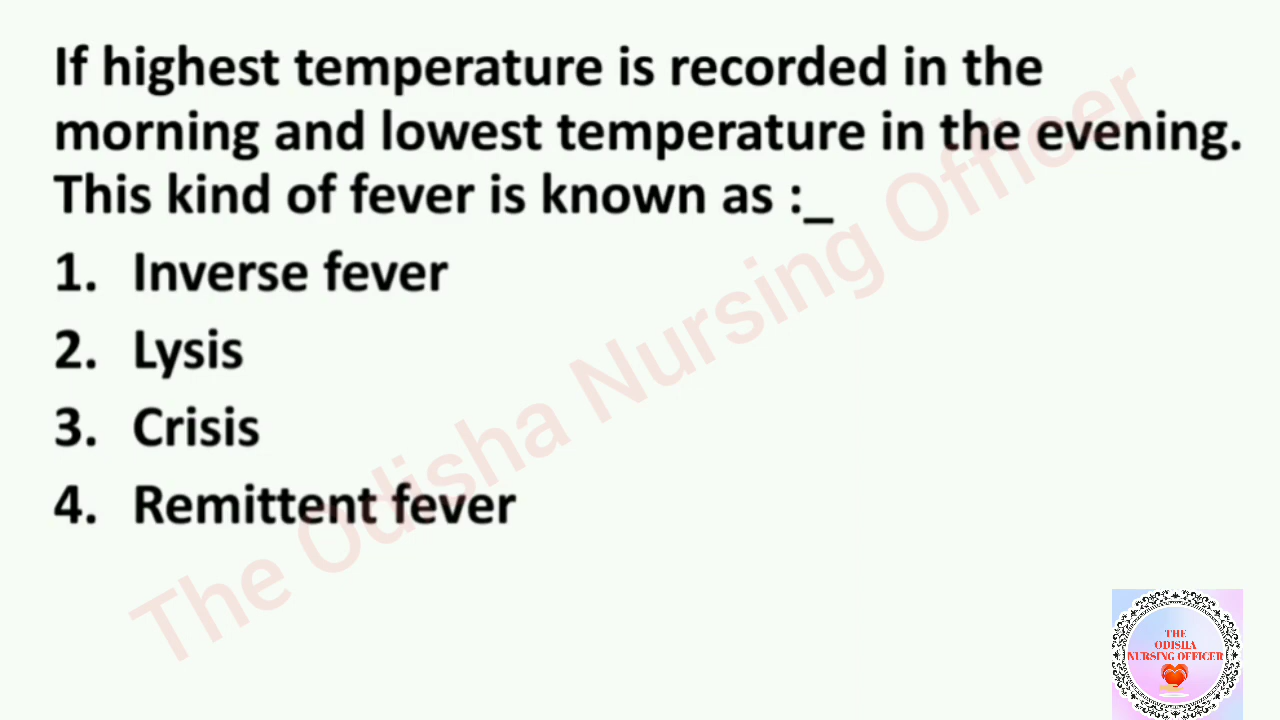 If highest temperature is recorded in the
morning and lowest temperature in the evening.
This kind of fever is known as :_
1. Inverse fever
2. Lysis
3. Crisis
4. Remittent fever
The Odisha Nursing Officer
THE
ODISHA
NURSING OFFICER